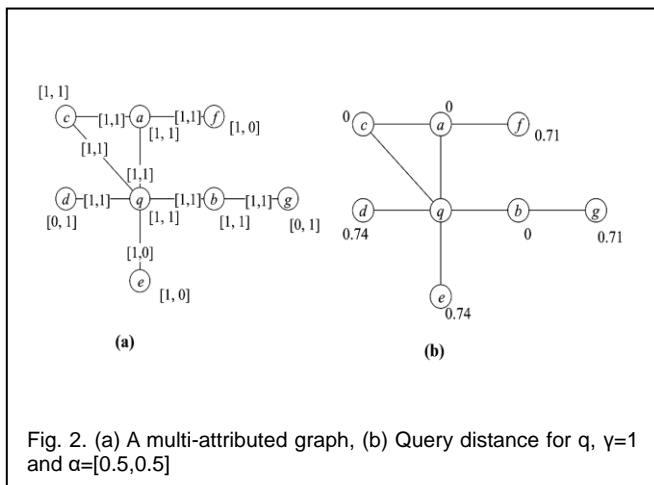 [1, 1]
c [1,1] a [1,1] f
[1, 1] [1, 0]
[1,1]
[1,1]
d [1,1] q [1,1] b [1,1] g
[0, 1] [1, 1] [1, 1] [0, 1]
[1,0]
e
[1, 0]
(a)
0
0 c a f
0.71
d q b g
0.74 0 0.71
e
0.74
(b)
Fig. 2. (a) A multi-attributed graph, (b) Query distance for q, γ=1
and α=[0.5,0.5]